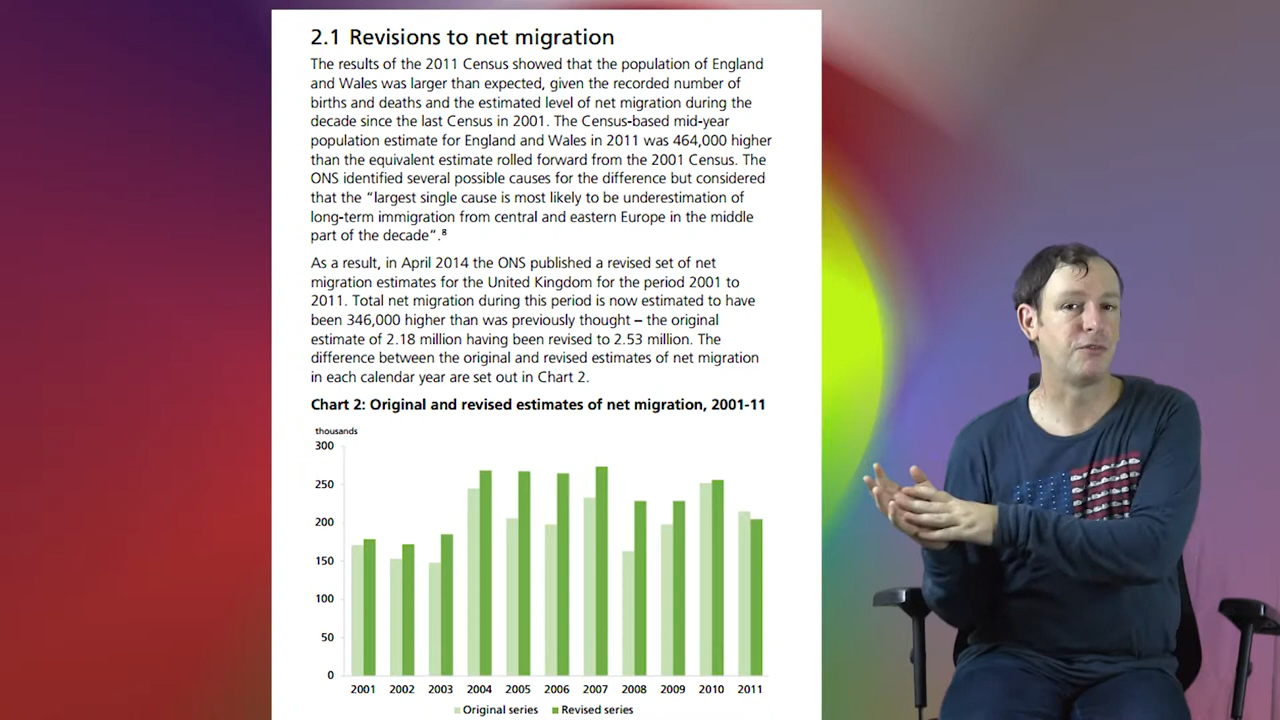 2.1 Revisions to net migration
The results of the 2011 Census showed that the population of England
and Wales was larger than expected, given the recorded number of
births and deaths and the estimated level of net migration during the
decade since the last Census in 2001. The Census-based mid-year
population estimate for England and Wales in 2011 was 464,000 higher
than the equivalent estimate rolled forward from the 2001 Census. The
ONS identified several possible causes for the difference but considered
that the “largest single cause is most likely to be underestimation of
long-term immigration from central and eastern Europe in the middle
part of the decade”.⁸
As a result, in April 2014 the ONS published a revised set of net
migration estimates for the United Kingdom for the period 2001 to
2011. Total net migration during this period is now estimated to have
been 346,000 higher than was previously thought – the original
estimate of 2.18 million having been revised to 2.53 million. The
difference between the original and revised estimates of net migration
in each calendar year are set out in Chart 2.
Chart 2: Original and revised estimates of net migration, 2001-11
thousands
300
250
200
150
100
50
0
2001 2002 2003 2004 2005 2006 2007 2008 2009 2010 2011
Original series Revised series